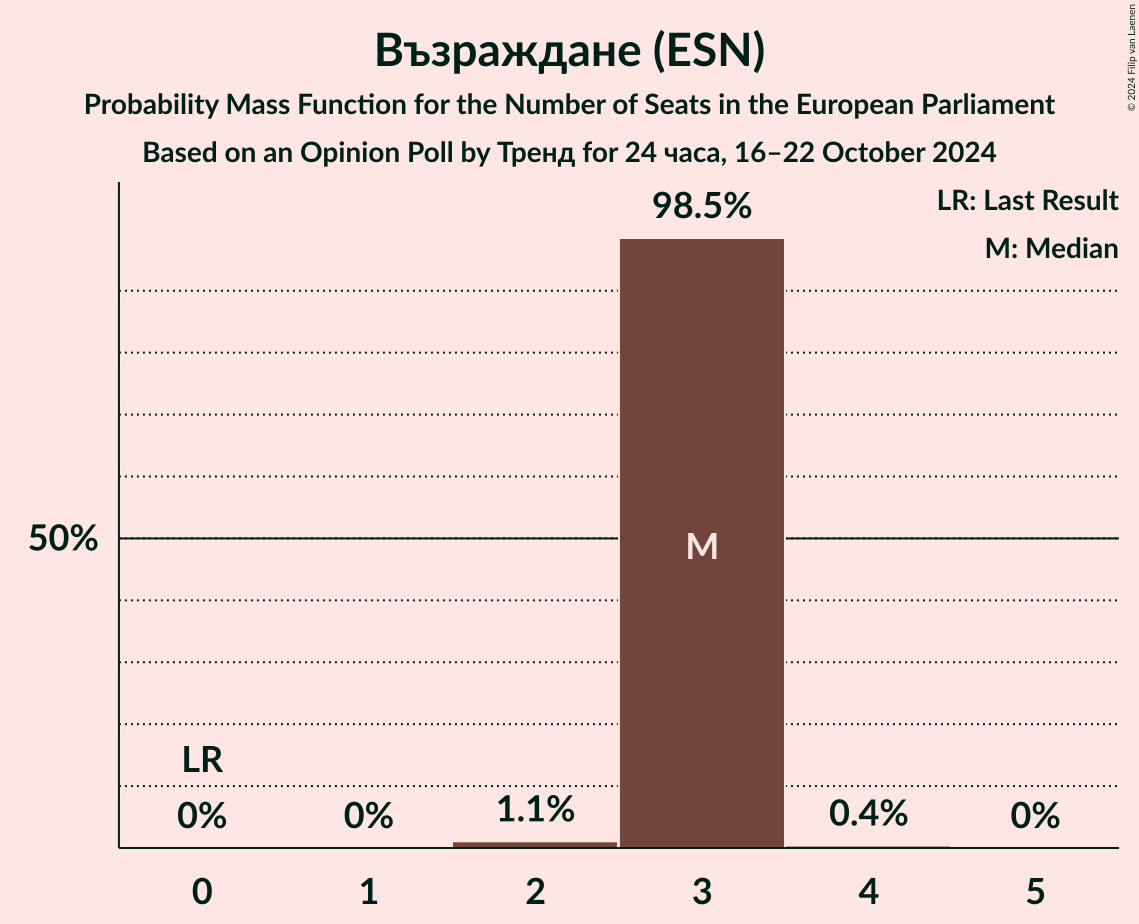 Възраждане (ESN)
Probability Mass Function for the Number of Seats in the European Parliament
Based on an Opinion Poll by Тренд for 24 часа, 16–22 October 2024
© 2024 Filip van Laenen
LR: Last Result
M: Median
98.5%
50%
M
LR
0%
0%
1.1%
0.4%
0%
0
1
2
3
4
5